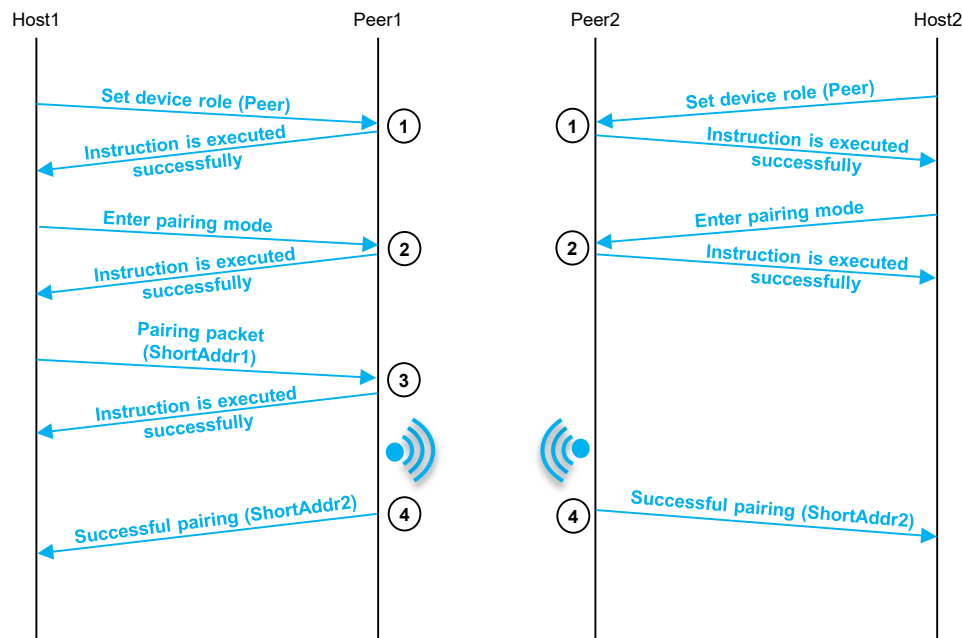 Host1
Peer1
Peer2
Host2
Set device role (Peer)
1
Instruction is executed
successfully
Set device role (Peer)
1
Instruction is executed
successfully
Enter pairing mode
2
Instruction is executed
successfully
Enter pairing mode
2
Instruction is executed
successfully
Pairing packet
(ShortAddr1)
3
Instruction is executed
successfully
Successful pairing (ShortAddr2)
4
4
Successful pairing (ShortAddr2)